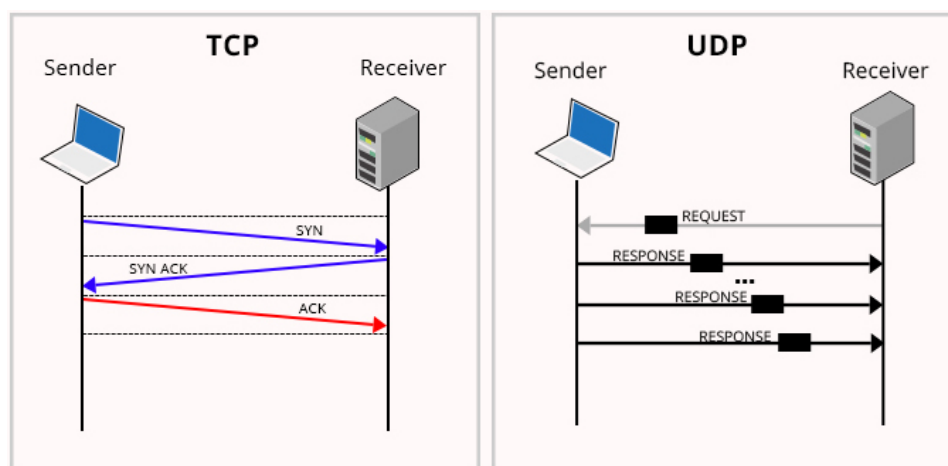 TCP
Sender
Receiver
SYN
SYN ACK
ACK
UDP
Sender
Receiver
REQUEST
RESPONSE
...
RESPONSE
RESPONSE